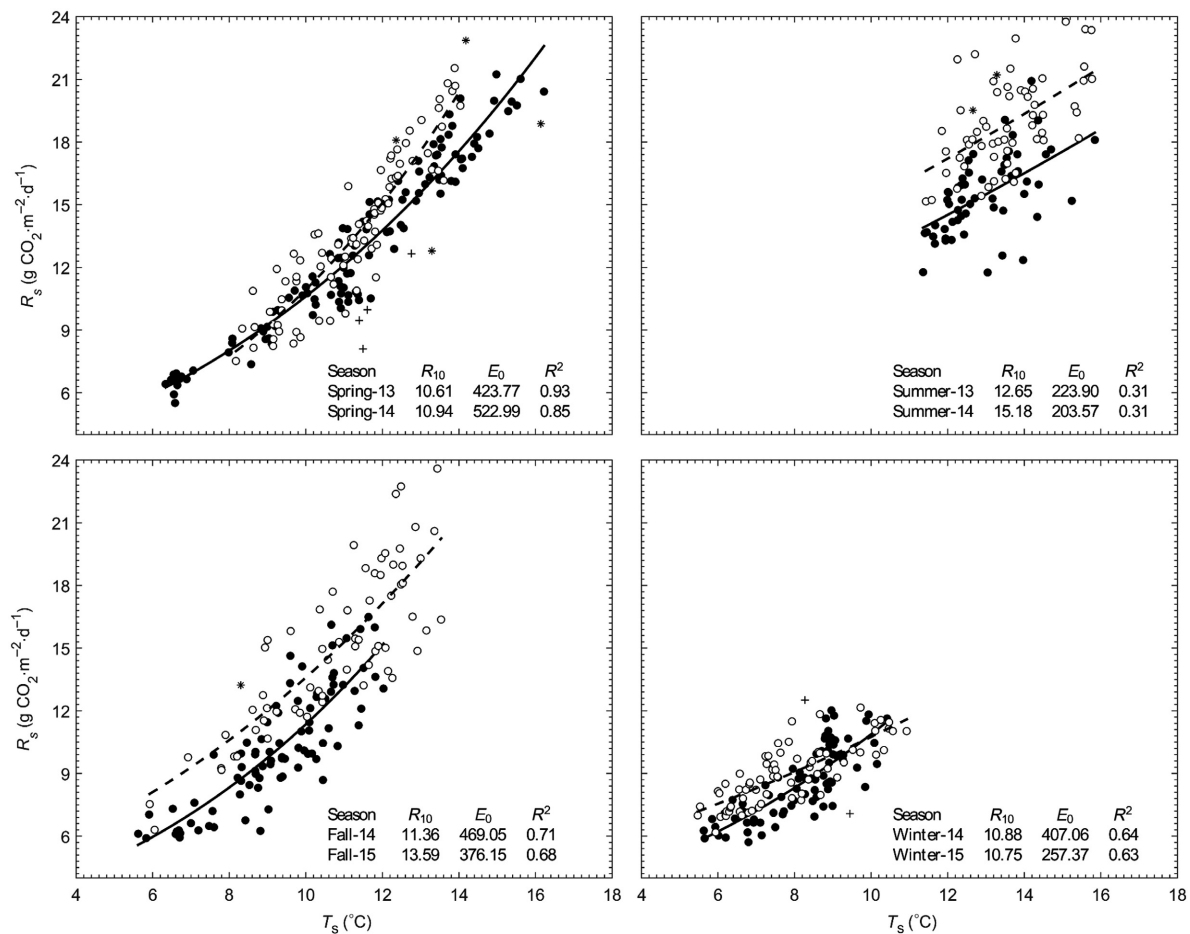 24
21
18
15
12
9
6
Rs (g CO2·m−2·d−1)
Season R10 E0 R2
Spring-13 10.61 423.77 0.93
Spring-14 10.94 522.99 0.85
Season R10 E0 R2
Summer-13 12.65 223.90 0.31
Summer-14 15.18 203.57 0.31
24
21
18
15
12
9
6
Rs (g CO2·m−2·d−1)
Season R10 E0 R2
Fall-14 11.36 469.05 0.71
Fall-15 13.59 376.15 0.68
4 6 8 10 12 14 16 18
Ts (°C)
Season R10 E0 R2
Winter-14 10.88 407.06 0.64
Winter-15 10.75 257.37 0.63
4 6 8 10 12 14 16 18
Ts (°C)